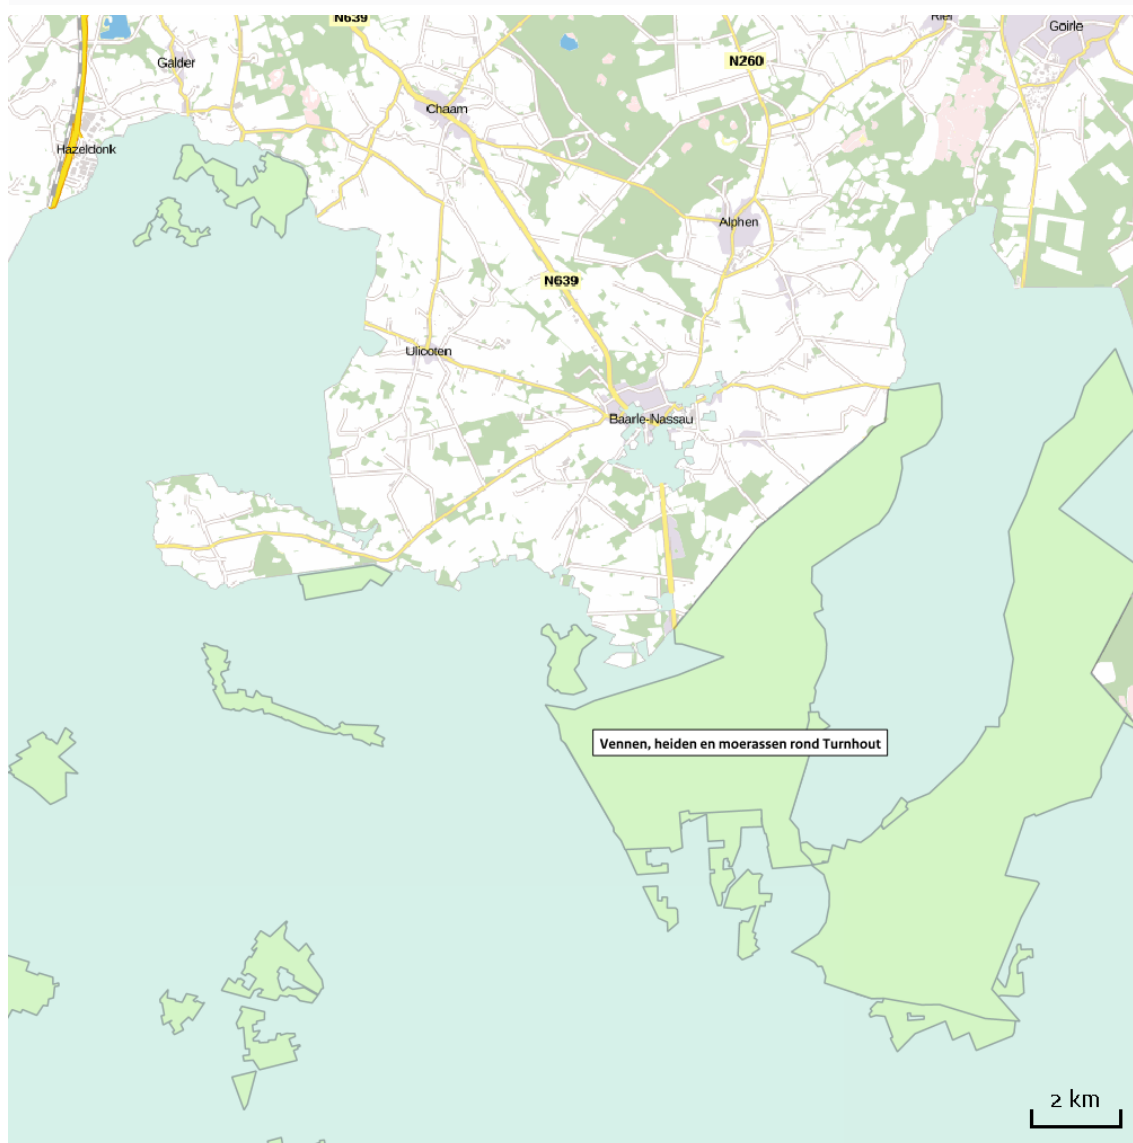 N639
Riel
Goirle
Galder
N260
Chaam
Hazeldonk
Alphen
N639
Ulicoten
Baarle-Nassau
Vennen, heiden en moerassen rond Turnhout
2 km